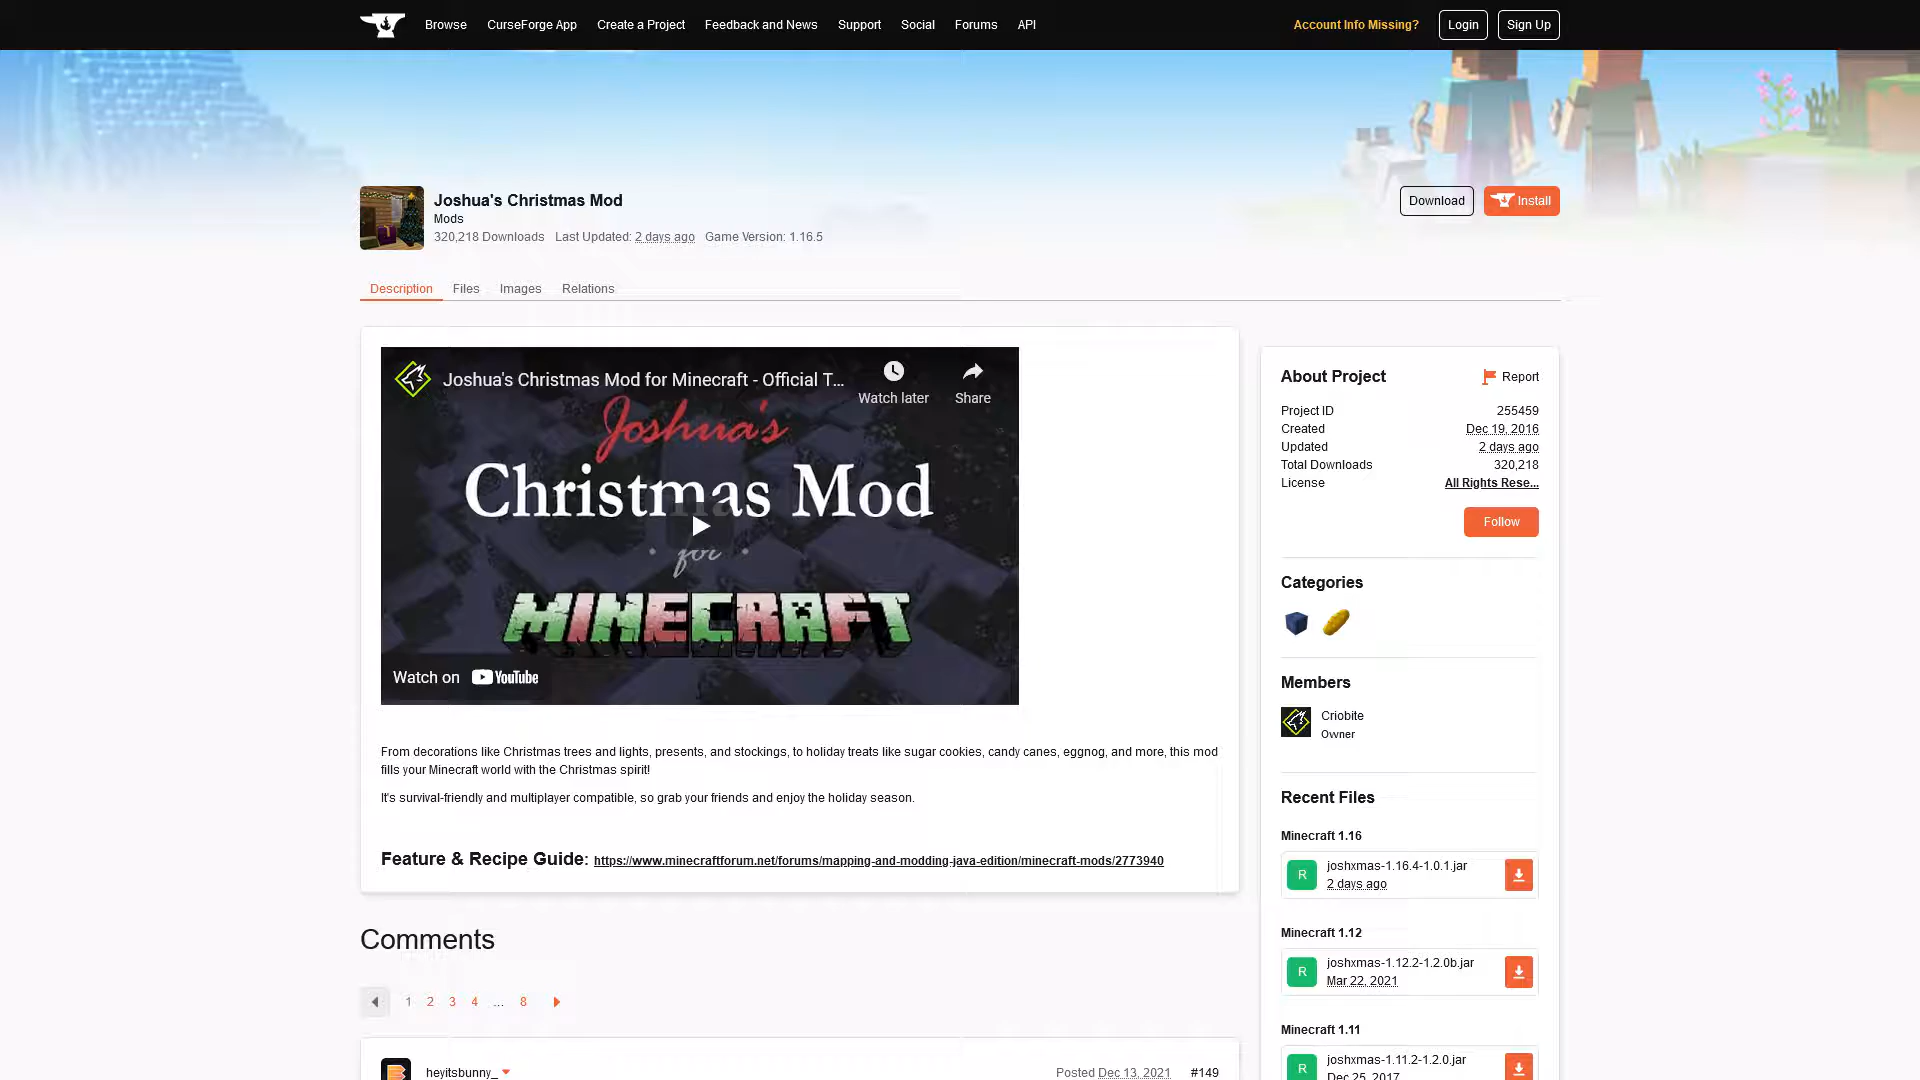 Browse CurseForge App Create a Project Feedback and News Support Social Forums API Account Info Missing? Login Sign Up
Joshua's Christmas Mod
Mods
320,218 Downloads Last Updated: 2 days ago Game Version: 1.16.5
Download Install
Description Files Images Relations
Joshua's Christmas Mod for Minecraft - Official T...
Watch later Share
Joshua's
Christmas Mod
· for ·
MINECRAFT
Watch on YouTube
From decorations like Christmas trees and lights, presents, and stockings, to holiday treats like sugar cookies, candy canes, eggnog, and more, this mod
fills your Minecraft world with the Christmas spirit!
It's survival-friendly and multiplayer compatible, so grab your friends and enjoy the holiday season.
Feature & Recipe Guide: https://www.minecraftforum.net/forums/mapping-and-modding-java-edition/minecraft-mods/2773940
Comments
1 2 3 4 ... 8
heyitsbunny_ Posted Dec 13, 2021 #149
About Project Report
Project ID 255459
Created Dec 19, 2016
Updated 2 days ago
Total Downloads 320,218
License All Rights Rese...
Follow
Categories
Members
Criobite
Owner
Recent Files
Minecraft 1.16
R joshxmas-1.16.4-1.0.1.jar
2 days ago
Minecraft 1.12
R joshxmas-1.12.2-1.2.0b.jar
Mar 22, 2021
Minecraft 1.11
R joshxmas-1.11.2-1.2.0.jar
Dec 25, 2017